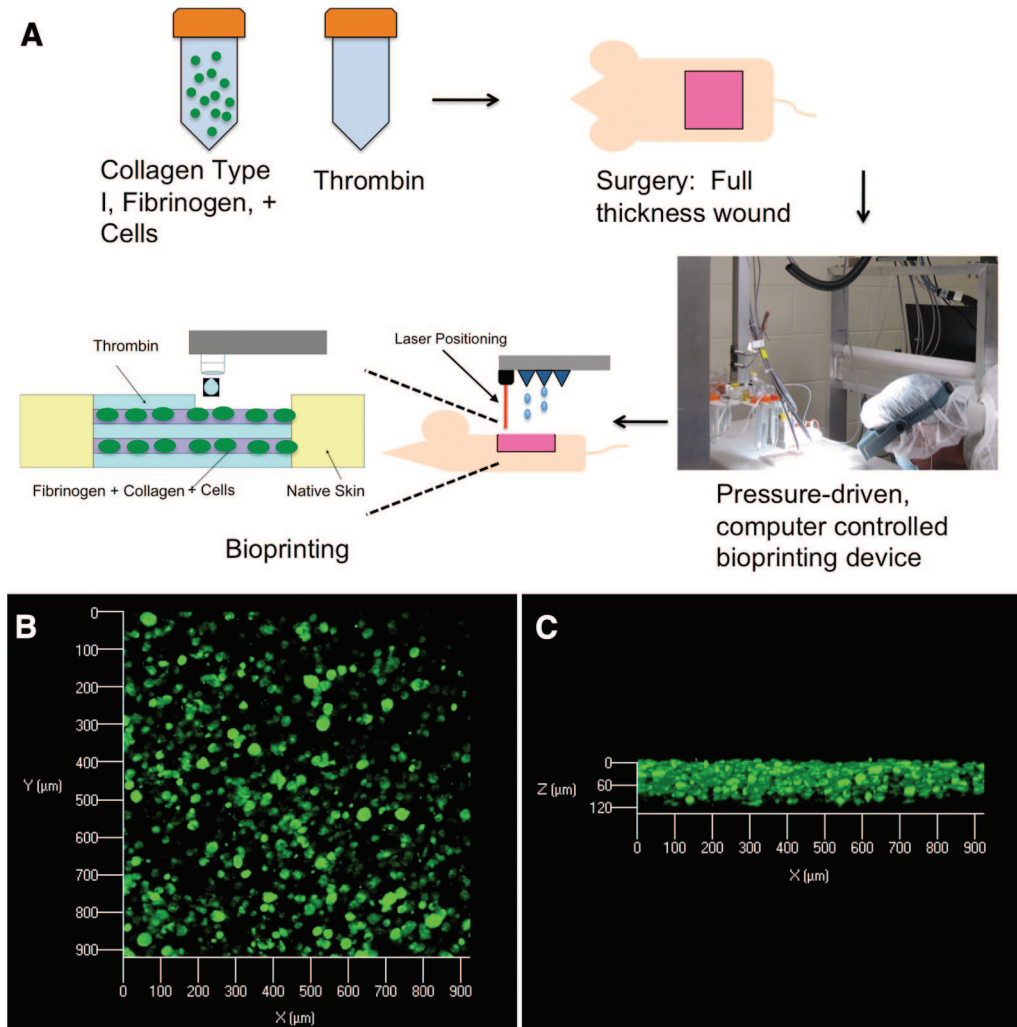 A
Collagen Type
I, Fibrinogen, +
Cells
Thrombin
Surgery: Full
thickness wound
Thrombin
Fibrinogen + Collagen + Cells
Native Skin
Laser Positioning
Bioprinting
Pressure-driven,
computer controlled
bioprinting device
B
0
100
200
300
Y (µm) 400
500
600
700
800
900
0 100 200 300 400 500 600 700 800 900
X (µm)
C
0
Z (µm) 60
120
0 100 200 300 400 500 600 700 800 900
X (µm)